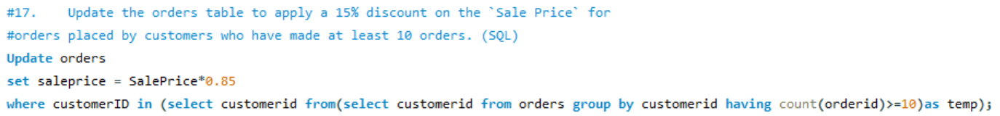 #17.    Update the orders table to apply a 15% discount on the `Sale Price` for
#orders placed by customers who have made at least 10 orders. (SQL)
Update orders
set saleprice = SalePrice*0.85
where customerID in (select customerid from(select customerid from orders group by customerid having count(orderid)>=10)as temp);